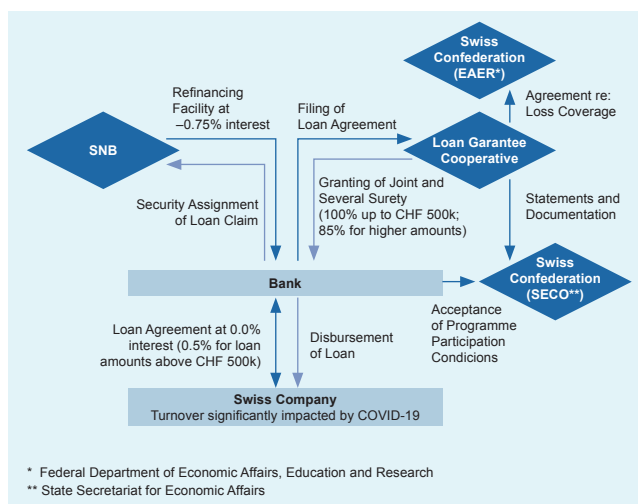 Swiss
Confederation
(EAER*)
Refinancing
Facility at
–0.75% interest
Filing of
Loan Agreement
Agreement re:
Loss Coverage
SNB
Loan Garantee
Cooperative
Security Assignment
of Loan Claim
Granting of Joint and
Several Surety
(100% up to CHF 500k;
85% for higher amounts)
Statements and
Documentation
Bank
Swiss
Confederation
(SECO**)
Loan Agreement at 0.0%
interest (0.5% for loan
amounts above CHF 500k)
Disbursement
of Loan
Acceptance
of Programme
Participation
Condicions
Swiss Company
Turnover significantly impacted by COVID-19
* Federal Department of Economic Affairs, Education and Research
** State Secretariat for Economic Affairs